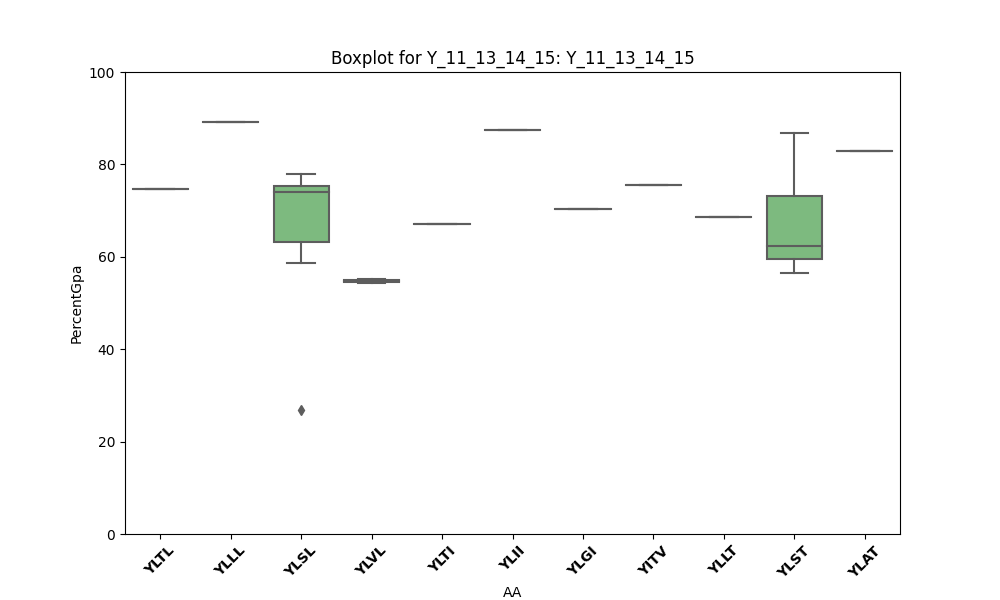 Boxplot for Y_11_13_14_15: Y_11_13_14_15
100
80
60
40
20
0
PercentGpa
YLTL
YLLL
YLSL
YLVL
YLTI
YLII
YLGI
YITV
YLLT
YLST
YLAT
AA